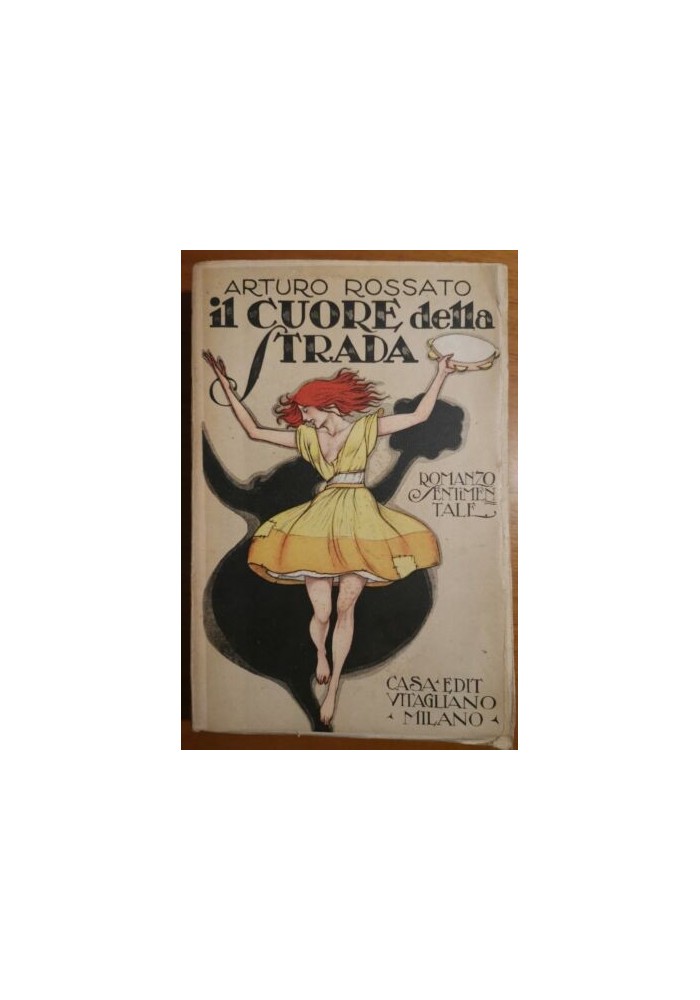 ARTURO ROSSATO
il CUORE della
STRADA
ROMANZO
SENTIMEN
TALE
CASA·EDIT
VITAGLIANO
·MILANO·